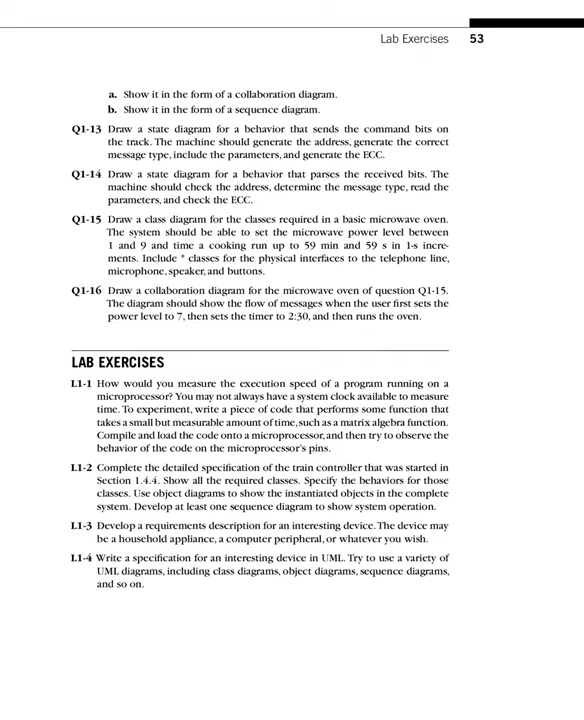 Lab Exercises 53
a. Show it in the form of a collaboration diagram.
b. Show it in the form of a sequence diagram.
Q1-13 Draw a state diagram for a behavior that sends the command bits on
the track. The machine should generate the address, generate the correct
message type, include the parameters, and generate the ECC.
Q1-14 Draw a state diagram for a behavior that parses the received bits. The
machine should check the address, determine the message type, read the
parameters, and check the ECC.
Q1-15 Draw a class diagram for the classes required in a basic microwave oven.
The system should be able to set the microwave power level between
1 and 9 and time a cooking run up to 59 min and 59 s in 1-s incre-
ments. Include * classes for the physical interfaces to the telephone line,
microphone, speaker, and buttons.
Q1-16 Draw a collaboration diagram for the microwave oven of question Q1-15.
The diagram should show the flow of messages when the user first sets the
power level to 7, then sets the timer to 2:30, and then runs the oven.
LAB EXERCISES
L1-1 How would you measure the execution speed of a program running on a
microprocessor? You may not always have a system clock available to measure
time. To experiment, write a piece of code that performs some function that
takes a small but measurable amount of time, such as a matrix algebra function.
Compile and load the code onto a microprocessor, and then try to observe the
behavior of the code on the microprocessor's pins.
L1-2 Complete the detailed specification of the train controller that was started in
Section 1.4.4. Show all the required classes. Specify the behaviors for those
classes. Use object diagrams to show the instantiated objects in the complete
system. Develop at least one sequence diagram to show system operation.
L1-3 Develop a requirements description for an interesting device. The device may
be a household appliance, a computer peripheral, or whatever you wish.
L1-4 Write a specification for an interesting device in UML. Try to use a variety of
UML diagrams, including class diagrams, object diagrams, sequence diagrams,
and so on.